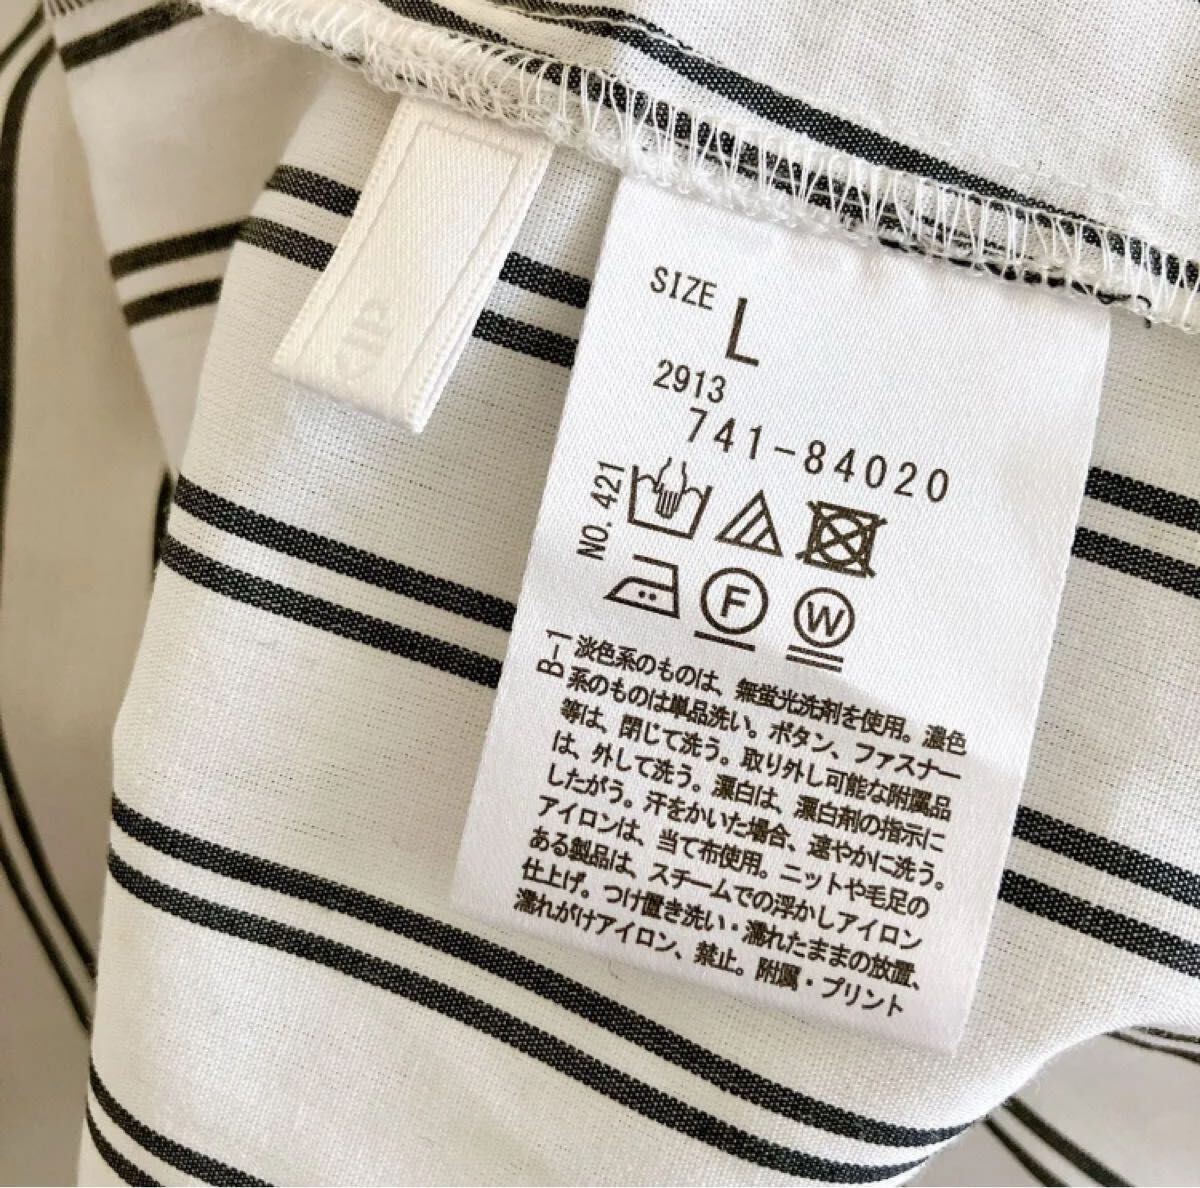 SIZE L
2913
741-84020
NO. 421
F W
B-1
淡色系のものは、無蛍光洗剤を使用。濃色
系のものは単品洗い。ボタン、ファスナー
等は、閉じて洗う。取り外し可能な附属品
は、外して洗う。漂白は、漂白剤の指示に
したがう。汗をかいた場合、速やかに洗う。
アイロンは、当て布使用。ニットや毛足の
ある製品は、スチームでの浮かしアイロン
仕上げ。つけ置き洗い・濡れたままの放置、
濡れがけアイロン、禁止。附属・プリント